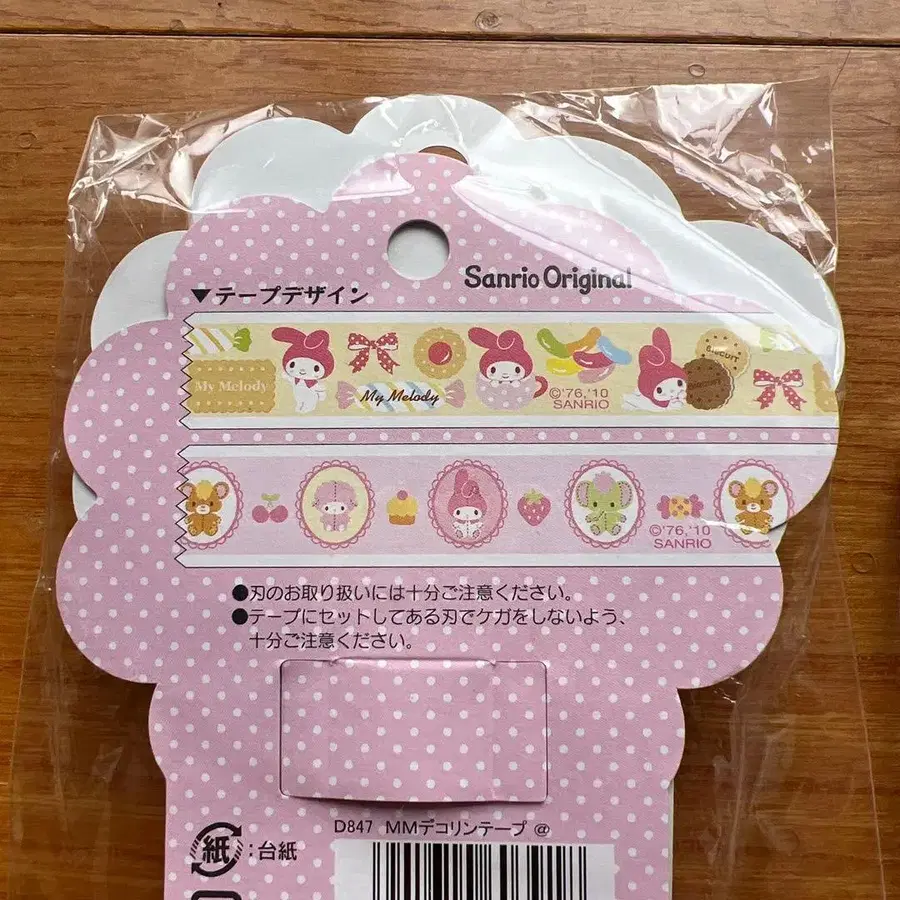 Sanrio Original
▼テープデザイン
My Melody
My Melody
BISCUIT
BISCUIT
©'76,'10
SANRIO
©'76,'10
SANRIO
●刃のお取り扱いには十分ご注意ください。
●テープにセットしてある刃でケガをしないよう、
十分ご注意ください。
D847 MMデコリンテープ @
紙:台紙